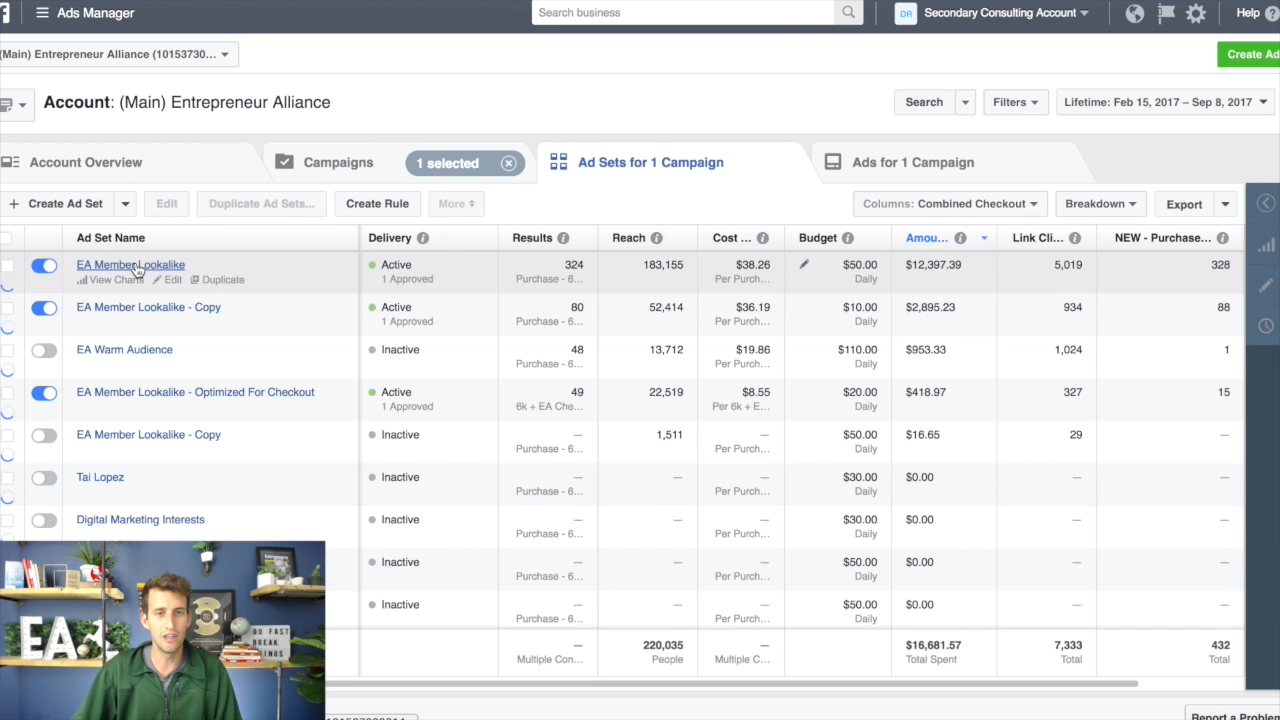 Ads Manager
Search business
DR Secondary Consulting Account
Help
(Main) Entrepreneur Alliance (10153730...
Create Ad
Account: (Main) Entrepreneur Alliance
Search
Filters
Lifetime: Feb 15, 2017 – Sep 8, 2017
Account Overview
Campaigns
1 selected
Ad Sets for 1 Campaign
Ads for 1 Campaign
+ Create Ad Set
Edit
Duplicate Ad Sets...
Create Rule
More
Columns: Combined Checkout
Breakdown
Export
Ad Set Name Delivery Results Reach Cost ... Budget Amou... Link Cli... NEW - Purchase...
EA Member Lookalike Active 324 183,155 $38.26 $50.00 $12,397.39 5,019 328
View Charts Edit Duplicate 1 Approved Purchase - 6... Per Purch... Daily
EA Member Lookalike - Copy Active 80 52,414 $36.19 $10.00 $2,895.23 934 88
1 Approved Purchase - 6... Per Purch... Daily
EA Warm Audience Inactive 48 13,712 $19.86 $110.00 $953.33 1,024 1
Purchase - 6... Per Purch... Daily
EA Member Lookalike - Optimized For Checkout Active 49 22,519 $8.55 $20.00 $418.97 327 15
1 Approved 6k + EA Che... Per 6k + E... Daily
EA Member Lookalike - Copy Inactive — 1,511 — $50.00 $16.65 29 —
Purchase - 6... Per Purch... Daily
Tai Lopez Inactive — — — $30.00 $0.00 — —
Purchase - 6... Per Purch... Daily
Digital Marketing Interests Inactive — — — $30.00 $0.00 — —
Purchase - 6... Per Purch... Daily
Inactive — — — $50.00 $0.00 — —
Purchase - 6... Per Purch... Daily
Inactive — — — $50.00 $0.00 — —
Purchase - 6... Per Purch... Daily
— 220,035 — $16,681.57 7,333 432
Multiple Con... People Multiple C... Total Spent Total Total
A
OO FAST
BREAK
Report a Problem